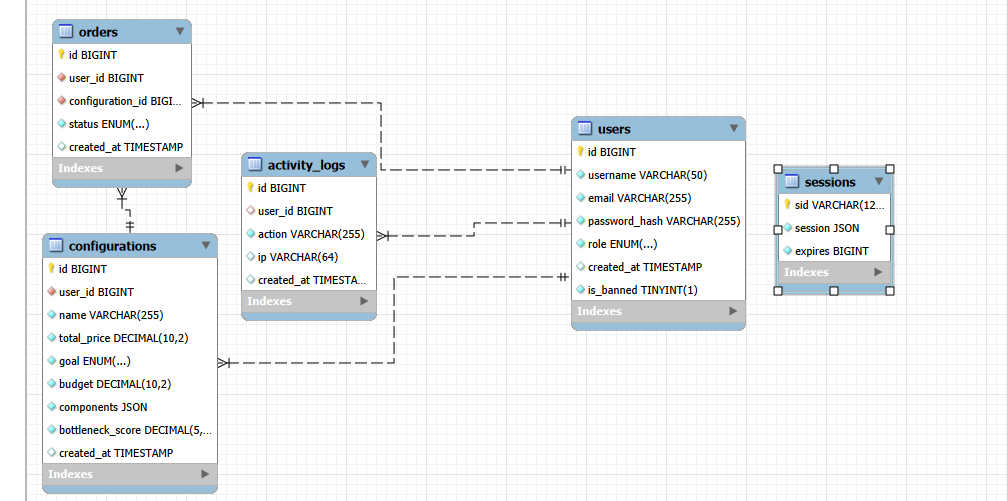 orders
id BIGINT
user_id BIGINT
configuration_id BIGI...
status ENUM(...)
created_at TIMESTAMP
Indexes
configurations
id BIGINT
user_id BIGINT
name VARCHAR(255)
total_price DECIMAL(10,2)
goal ENUM(...)
budget DECIMAL(10,2)
components JSON
bottleneck_score DECIMAL(5,...
created_at TIMESTAMP
Indexes
activity_logs
id BIGINT
user_id BIGINT
action VARCHAR(255)
ip VARCHAR(64)
created_at TIMESTA...
Indexes
users
id BIGINT
username VARCHAR(50)
email VARCHAR(255)
password_hash VARCHAR(255)
role ENUM(...)
created_at TIMESTAMP
is_banned TINYINT(1)
Indexes
sessions
sid VARCHAR(12...
session JSON
expires BIGINT
Indexes